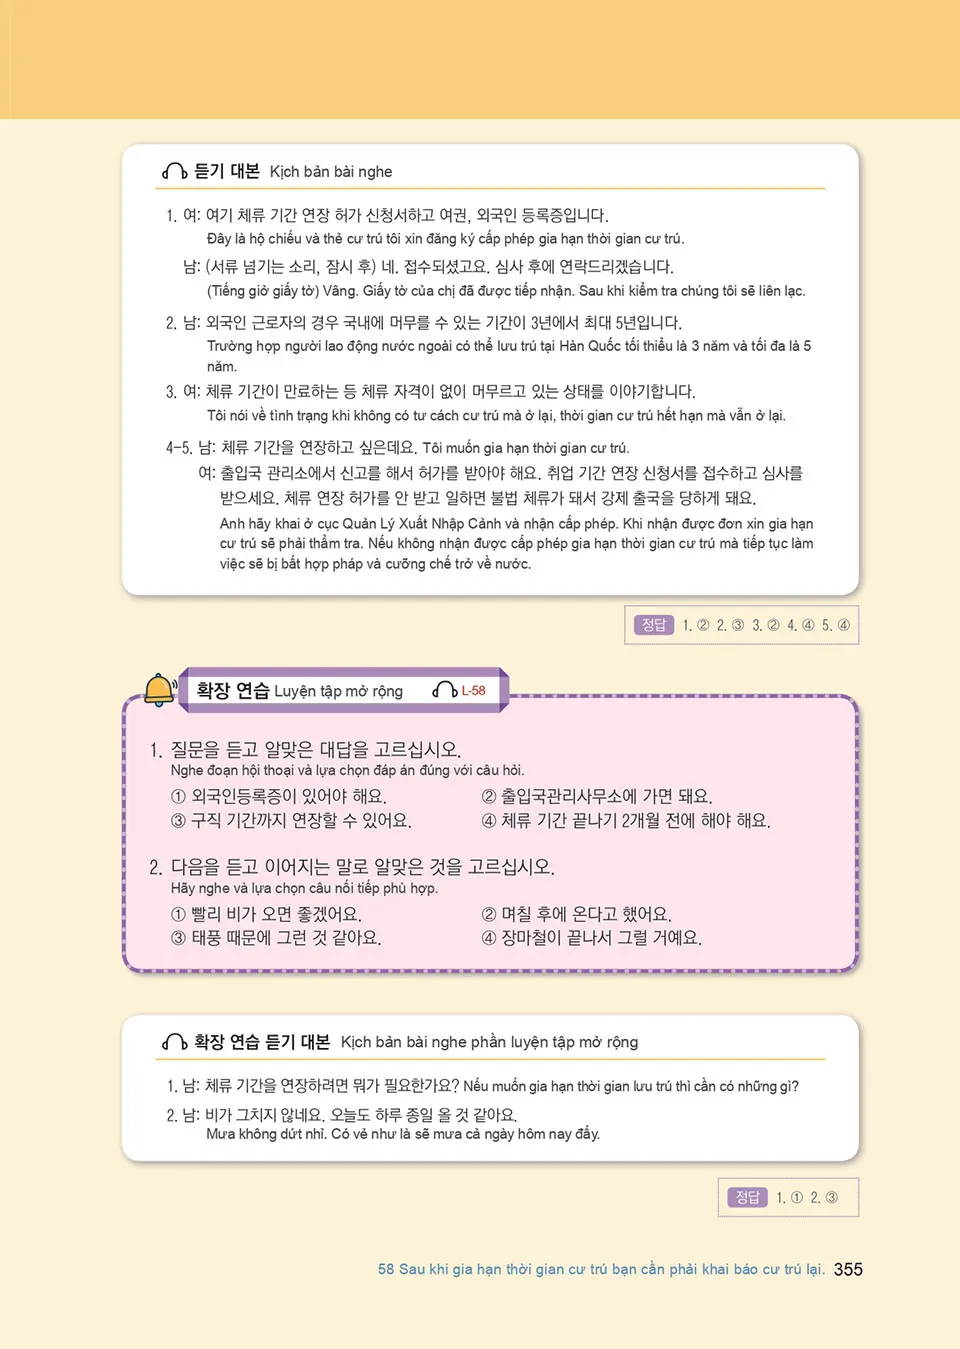 듣기 대본 Kịch bản bài nghe
1. 여: 여기 체류 기간 연장 허가 신청서하고 여권, 외국인 등록증입니다.
Đây là hộ chiếu và thẻ cư trú tôi xin đăng ký cấp phép gia hạn thời gian cư trú.
남: (서류 넘기는 소리, 잠시 후) 네. 접수되셨고요. 심사 후에 연락드리겠습니다.
(Tiếng giở giấy tờ) Vâng. Giấy tờ của chị đã được tiếp nhận. Sau khi kiểm tra chúng tôi sẽ liên lạc.
2. 남: 외국인 근로자의 경우 국내에 머무를 수 있는 기간이 3년에서 최대 5년입니다.
Trường hợp người lao động nước ngoài có thể lưu trú tại Hàn Quốc tối thiểu là 3 năm và tối đa là 5
năm.
3. 여: 체류 기간이 만료하는 등 체류 자격이 없이 머무르고 있는 상태를 이야기합니다.
Tôi nói về tình trạng khi không có tư cách cư trú mà ở lại, thời gian cư trú hết hạn mà vẫn ở lại.
4-5. 남: 체류 기간을 연장하고 싶은데요. Tôi muốn gia hạn thời gian cư trú.
여: 출입국 관리소에서 신고를 해서 허가를 받아야 해요. 취업 기간 연장 신청서를 접수하고 심사를
받으세요. 체류 연장 허가를 안 받고 일하면 불법 체류가 돼서 강제 출국을 당하게 돼요.
Anh hãy khai ở cục Quản Lý Xuất Nhập Cảnh và nhận cấp phép. Khi nhận được đơn xin gia hạn
cư trú sẽ phải thẩm tra. Nếu không nhận được cấp phép gia hạn thời gian cư trú mà tiếp tục làm
việc sẽ bị bất hợp pháp và cưỡng chế trở về nước.
정답 1. ② 2. ③ 3. ② 4. ④ 5. ④
확장 연습 Luyện tập mở rộng L-58
1. 질문을 듣고 알맞은 대답을 고르십시오.
Nghe đoạn hội thoại và lựa chọn đáp án đúng với câu hỏi.
① 외국인등록증이 있어야 해요. ② 출입국관리사무소에 가면 돼요.
③ 구직 기간까지 연장할 수 있어요. ④ 체류 기간 끝나기 2개월 전에 해야 해요.
2. 다음을 듣고 이어지는 말로 알맞은 것을 고르십시오.
Hãy nghe và lựa chọn câu nối tiếp phù hợp.
① 빨리 비가 오면 좋겠어요. ② 며칠 후에 온다고 했어요.
③ 태풍 때문에 그런 것 같아요. ④ 장마철이 끝나서 그럴 거예요.
확장 연습 듣기 대본 Kịch bản bài nghe phần luyện tập mở rộng
1. 남: 체류 기간을 연장하려면 뭐가 필요한가요? Nếu muốn gia hạn thời gian lưu trú thì cần có những gì?
2. 남: 비가 그치지 않네요. 오늘도 하루 종일 올 것 같아요.
Mưa không dứt nhỉ. Có vẻ như là sẽ mưa cả ngày hôm nay đấy.
정답 1. ① 2. ③
58 Sau khi gia hạn thời gian cư trú bạn cần phải khai báo cư trú lại. 355